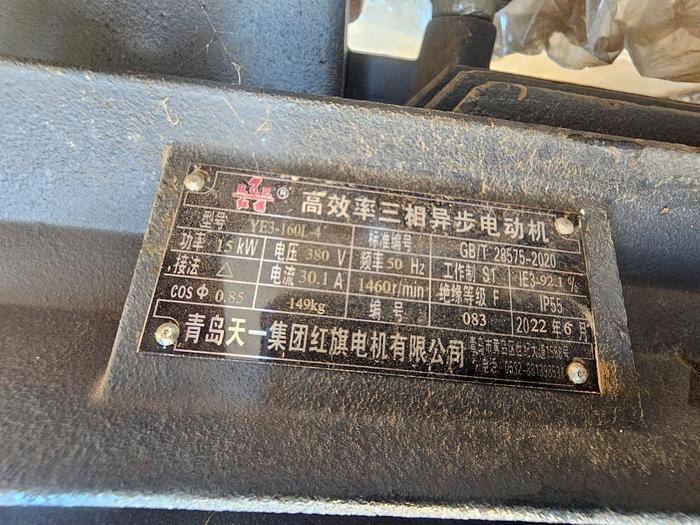 红旗 ® 高效率三相异步电动机
型号 YE3-160L-4 标准编号 GB/T 28575-2020
功率 15 kW 电压 380 V 频率 50 Hz 工作制 S1 IE3-92.1 %
接法 △ 电流 30.1 A 1460r/min 绝缘等级 F IP55
COS Φ 0.85 149kg 编号 083 2022 年 6 月
青岛天一集团红旗电机有限公司